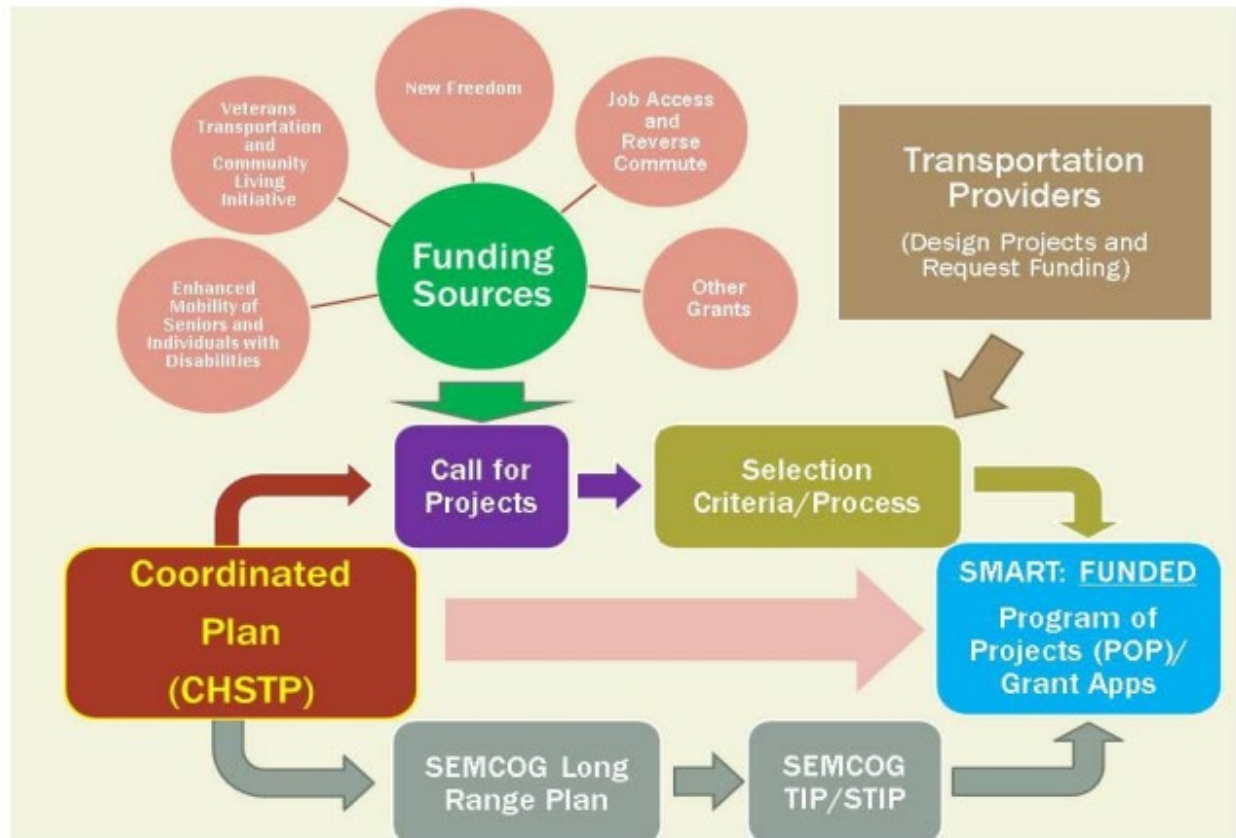 New Freedom
Veterans
Transportation
and
Community
Living
Initiative
Job Access
and
Reverse
Commute
Enhanced
Mobility of
Seniors and
Individuals with
Disabilities
Funding
Sources
Other
Grants
Transportation
Providers
(Design Projects and
Request Funding)
Call for
Projects
Selection
Criteria/Process
Coordinated
Plan
(CHSTP)
SMART: FUNDED
Program of
Projects (POP)/
Grant Apps
SEMCOG Long
Range Plan
SEMCOG
TIP/STIP